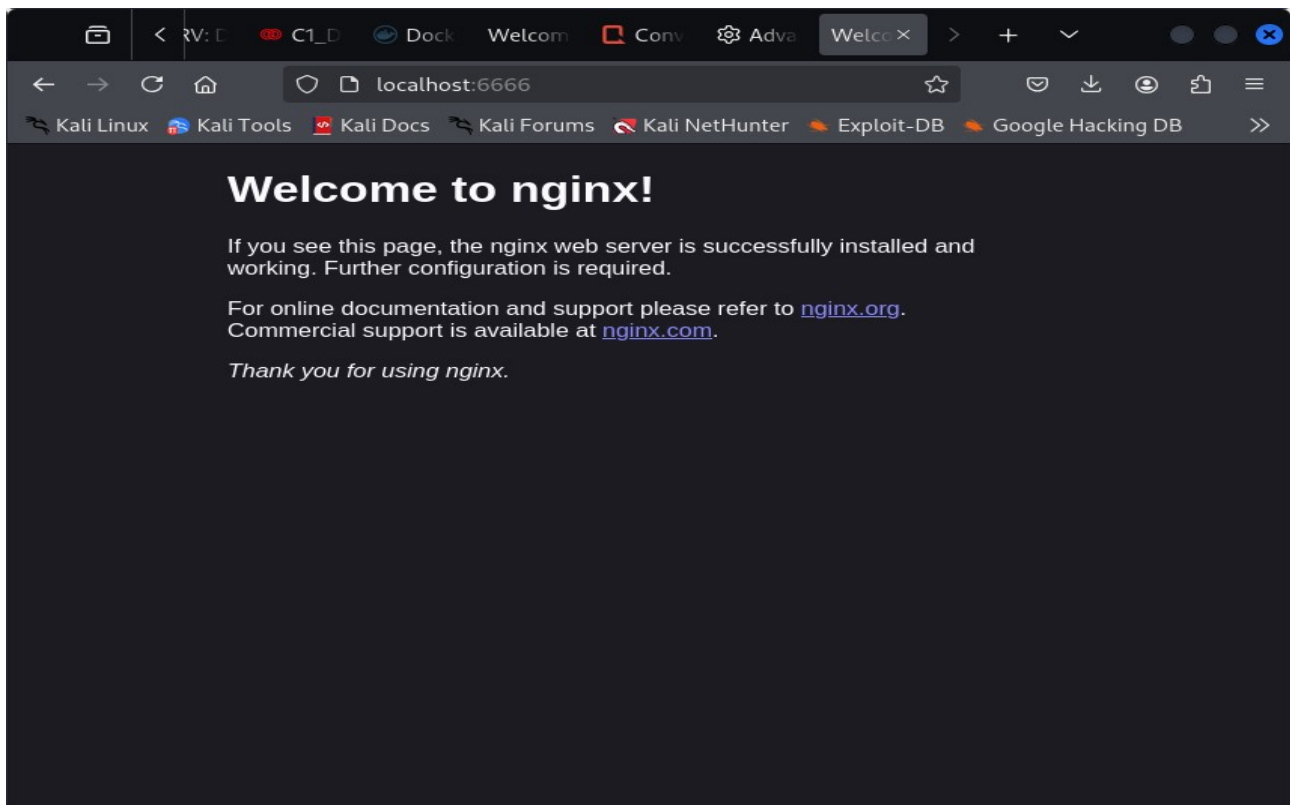 RV: D C1_D Dock Welcom Conv Adva Welco
localhost:6666
Kali Linux Kali Tools Kali Docs Kali Forums Kali NetHunter Exploit-DB Google Hacking DB
Welcome to nginx!
If you see this page, the nginx web server is successfully installed and
working. Further configuration is required.
For online documentation and support please refer to nginx.org.
Commercial support is available at nginx.com.
Thank you for using nginx.